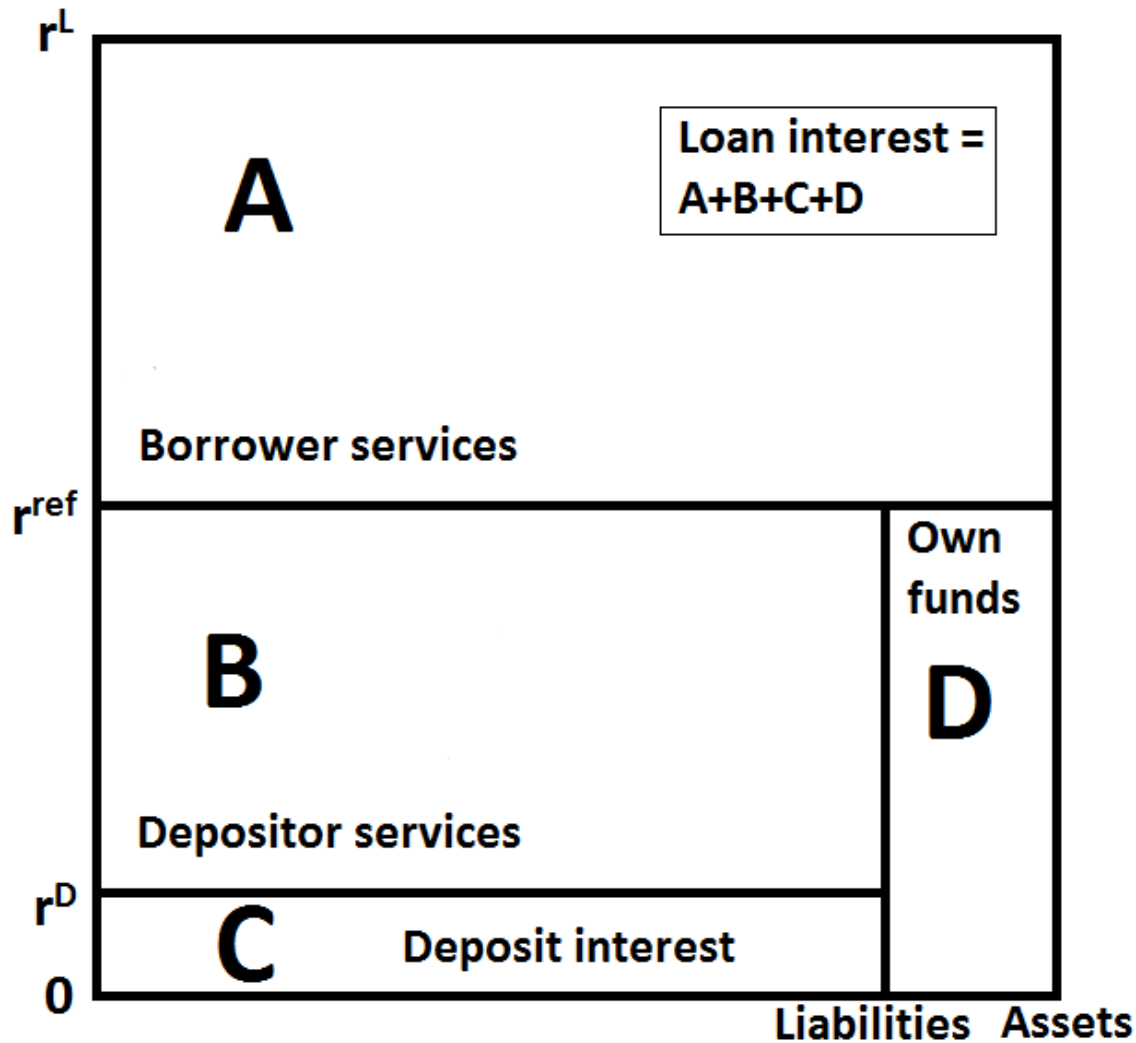 r^L
A
Loan interest =
A+B+C+D
Borrower services
r^ref
Own
funds
B
D
Depositor services
r^D
C
Deposit interest
0
Liabilities Assets